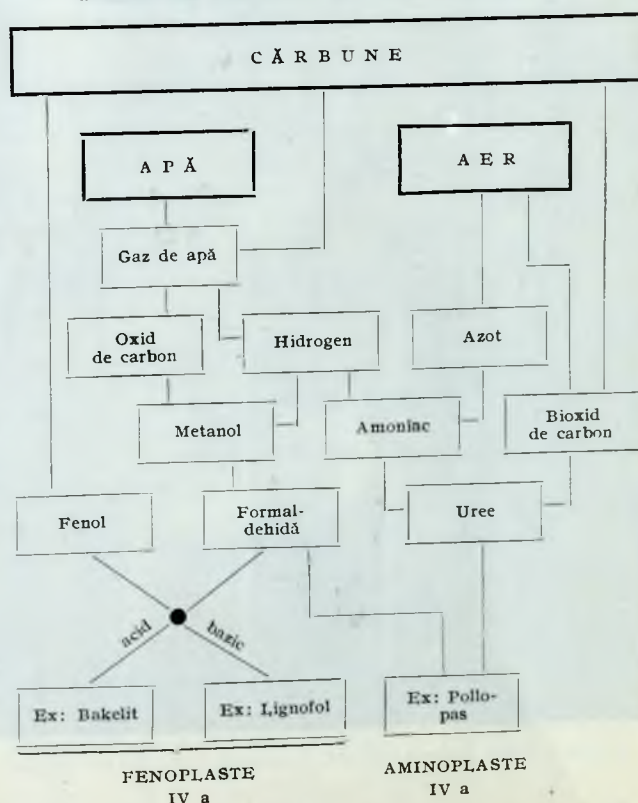 CĂRBUNE
APĂ
AER
Gaz de apă
Oxid
de carbon
Hidrogen
Azot
Metanol
Amoniac
Bioxid
de carbon
Fenol
Formal-
dehidă
Uree
acid
bazic
Ex: Bakelit
Ex: Lignofol
Ex: Pollo-
pas
FENOPLASTE
IV a
AMINOPLASTE
IV a